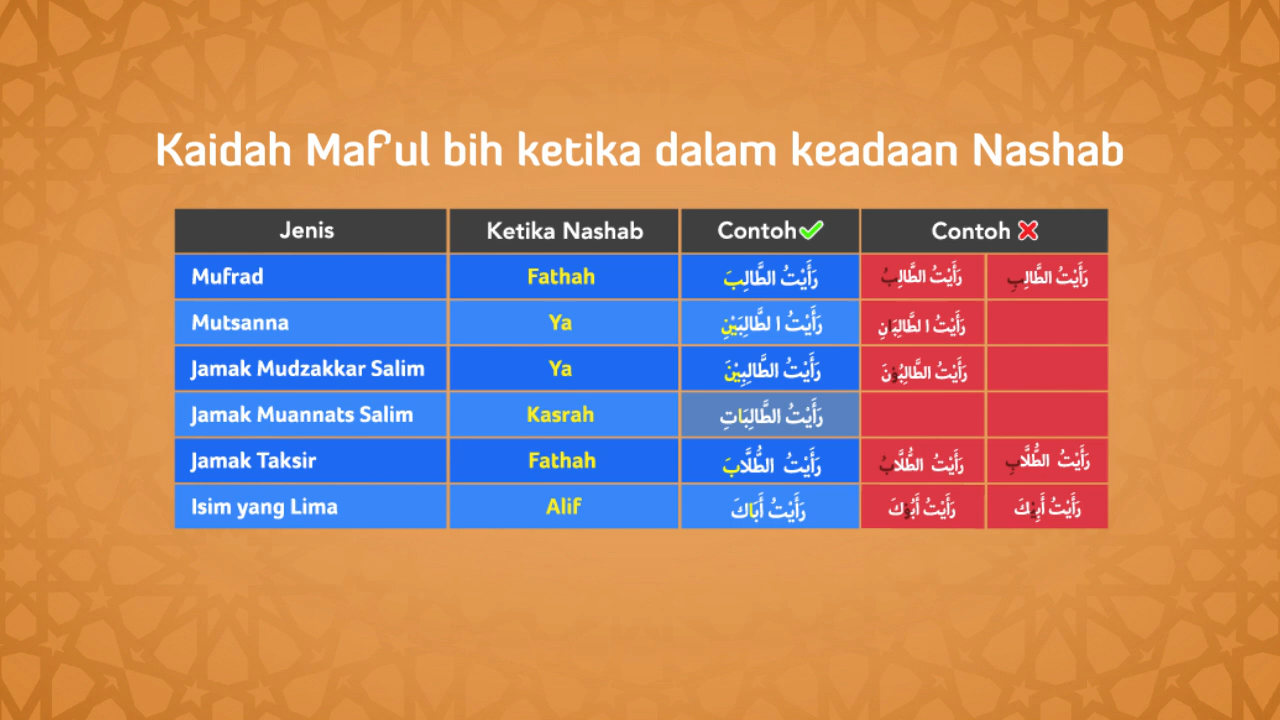 Kaidah Maf'ul bih ketika dalam keadaan Nashab
Jenis Ketika Nashab Contoh Contoh
Mufrad Fathah رَأَيْتُ الطَّالِبَ رَأَيْتُ الطَّالِبُ رَأَيْتُ الطَّالِبِ
Mutsanna Ya رَأَيْتُ ا لطَّالِبَيْنِ رَأَيْتُ ا لطَّالِبَانِ
Jamak Mudzakkar Salim Ya رَأَيْتُ الطَّالِبِيْنَ رَأَيْتُ الطَّالِبُوْنَ
Jamak Muannats Salim Kasrah رَأَيْتُ الطَّالِبَاتِ
Jamak Taksir Fathah رَأَيْتُ الطُّلَّابَ رَأَيْتُ الطُّلَّابُ رَأَيْتُ الطُّلَّابِ
Isim yang Lima Alif رَأَيْتُ أَبَاكَ رَأَيْتُ أَبُوْكَ رَأَيْتُ أَبِيْكَ